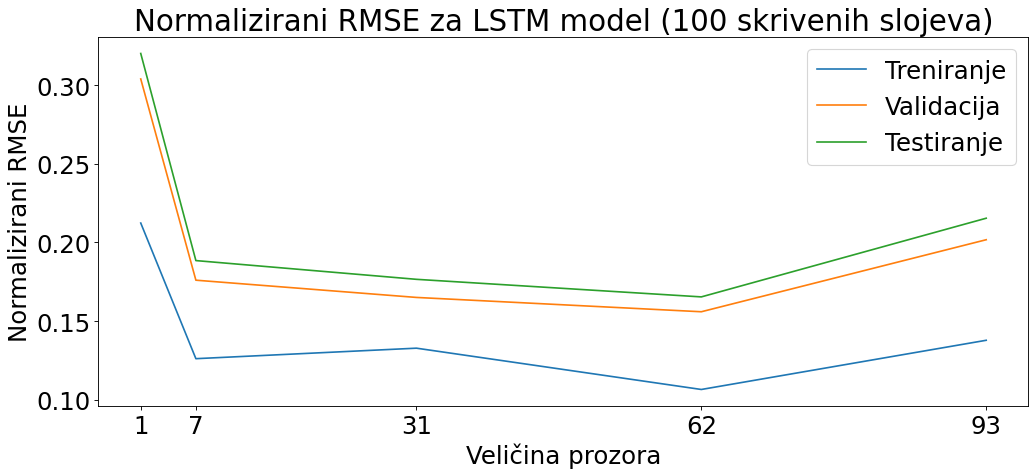 Normalizirani RMSE za LSTM model (100 skrivenih slojeva)
Normalizirani RMSE
0.30
0.25
0.20
0.15
0.10
Treniranje
Validacija
Testiranje
1 7 31 62 93
Veličina prozora